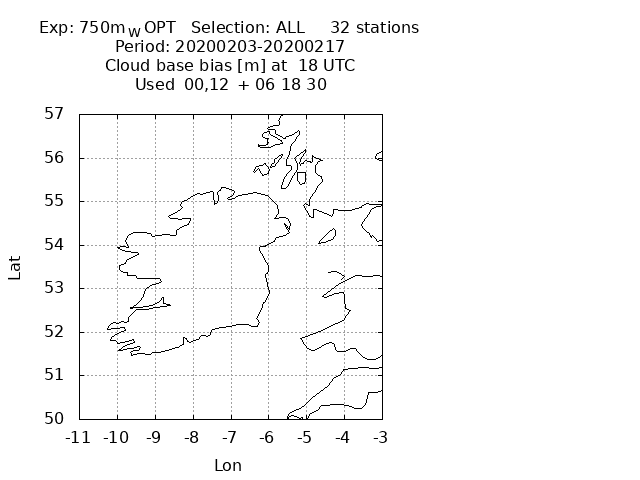 Exp: 750m_W OPT   Selection: ALL     32 stations
Period: 20200203-20200217
Cloud base bias [m] at  18 UTC
Used  00,12  + 06 18 30
57
56
55
54
53
52
51
50
-11 -10 -9 -8 -7 -6 -5 -4 -3
Lat
Lon